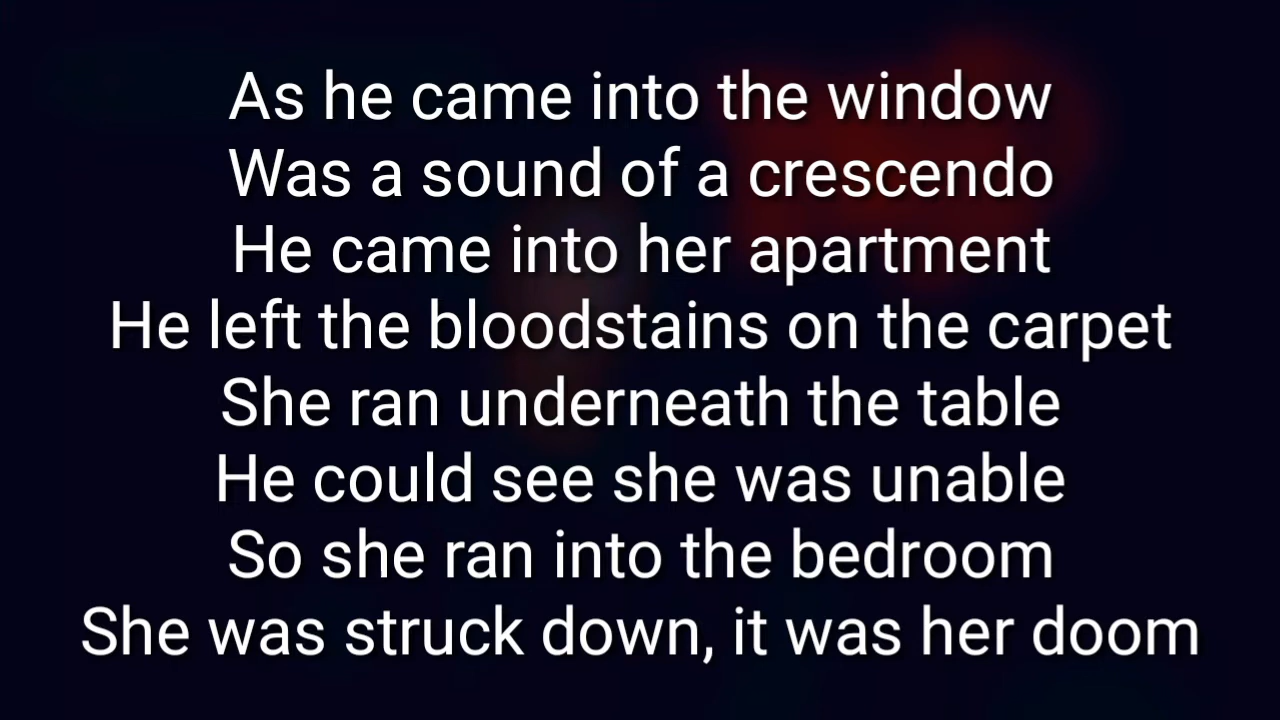 As he came into the window
Was a sound of a crescendo
He came into her apartment
He left the bloodstains on the carpet
She ran underneath the table
He could see she was unable
So she ran into the bedroom
She was struck down, it was her doom